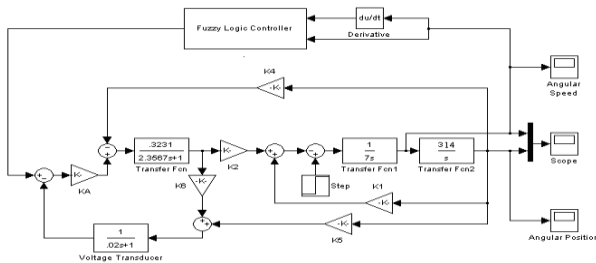 du/dt
Fuzzy Logic Controller
Derivative
K4
-K-
Angular
Speed
.3231
2.3567s+1
Transfer Fcn
K-
K2
1
7s
Transfer Fcn1
314
s
Transfer Fcn2
Scope
K-
KA
-K-
K6
Step
-K-
K1
-K-
K5
Angular Position
1
.02s+1
Voltage Transducer